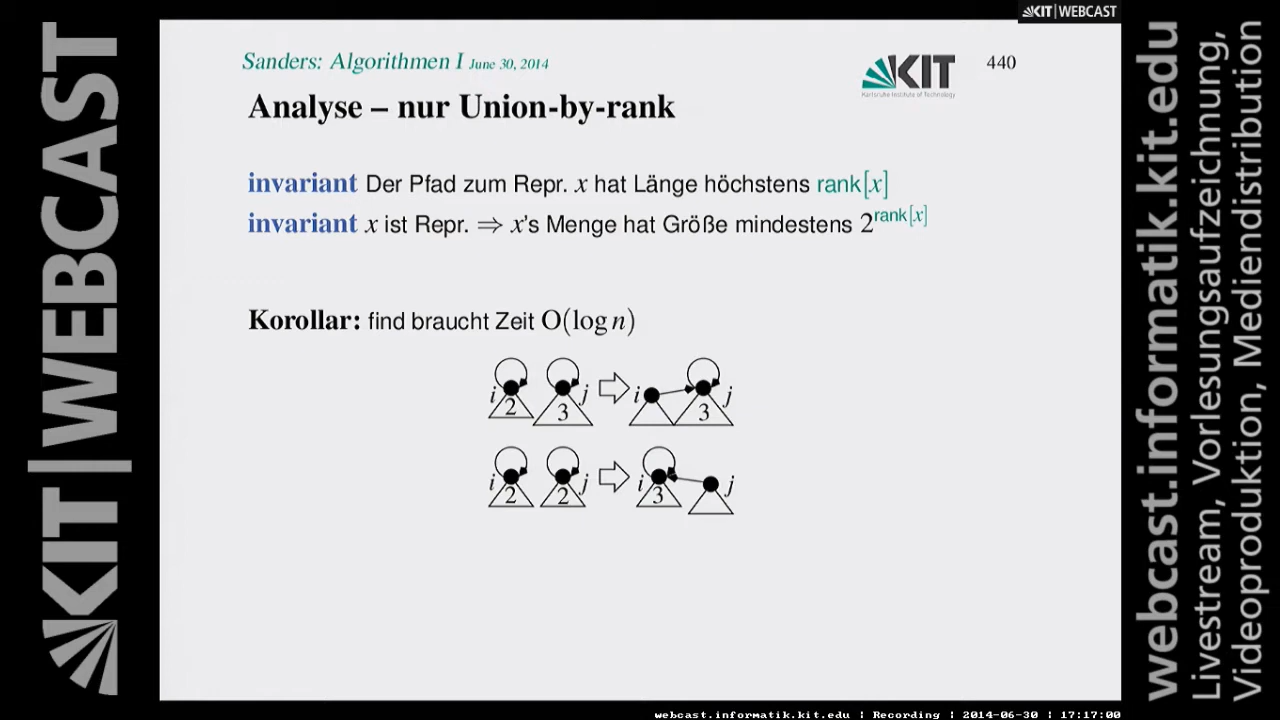 KIT | WEBCAST
Sanders: Algorithmen I June 30, 2014
KIT
Karlsruhe Institute of Technology
440
Analyse – nur Union-by-rank
invariant Der Pfad zum Repr. x hat Länge höchstens rank[x]
invariant x ist Repr. ⇒ x's Menge hat Größe mindestens 2^rank[x]
Korollar: find braucht Zeit O(log n)
i 2 3 j ⇨ i 3 j
i 2 2 j ⇨ i 3 j
KIT | WEBCAST
webcast.informatik.kit.edu
Livestream, Vorlesungsaufzeichnung,
Videoproduktion, Mediendistribution
webcast.informatik.kit.edu | Recording | 2014-06-30 | 17:17:00